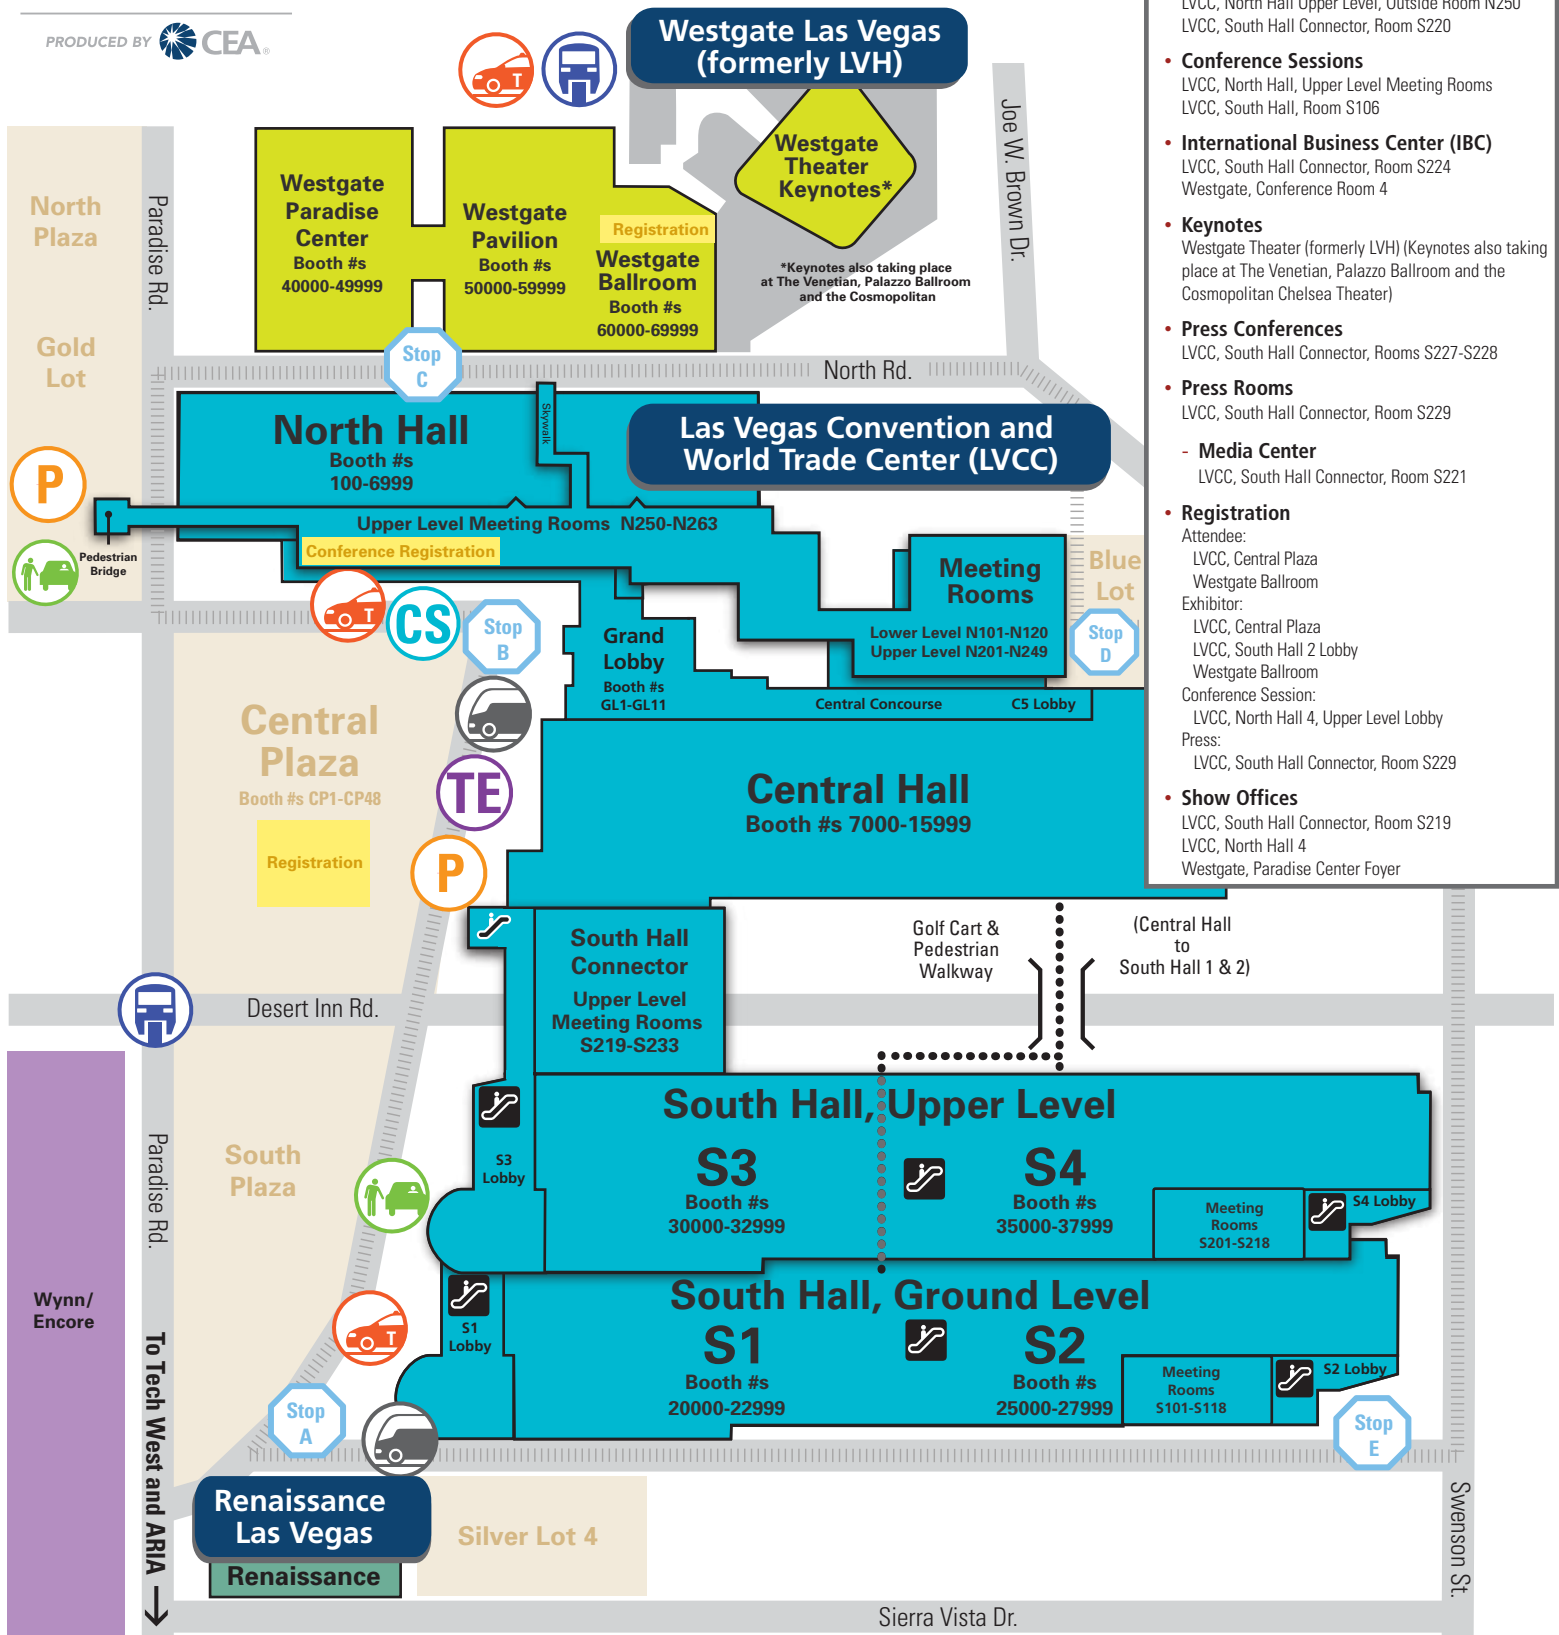 PRODUCED BY CEA®
Westgate Las Vegas
(formerly LVH)
T
Westgate
Paradise
Center
Booth #s
40000-49999
Westgate
Pavilion
Booth #s
50000-59999
Registration
Westgate
Ballroom
Booth #s
60000-69999
Westgate
Theater
Keynotes*
*Keynotes also taking place
at The Venetian, Palazzo Ballroom
and the Cosmopolitan
Joe W. Brown Dr.
North
Plaza
Paradise Rd.
Gold
Lot
Stop
C
North Rd.
North Hall
Booth #s
100-6999
Skywalk
Las Vegas Convention and
World Trade Center (LVCC)
P
Pedestrian
Bridge
Upper Level Meeting Rooms N250-N263
Conference Registration
T
CS
Stop
B
Grand
Lobby
Booth #s
GL1-GL11
Meeting
Rooms
Lower Level N101-N120
Upper Level N201-N249
Blue
Lot
Stop
D
Central Concourse
C5 Lobby
Central
Plaza
Booth #s CP1-CP48
Registration
TE
P
Central Hall
Booth #s 7000-15999
South Hall
Connector
Upper Level
Meeting Rooms
S219-S233
Golf Cart &
Pedestrian
Walkway
(Central Hall
to
South Hall 1 & 2)
Desert Inn Rd.
South
Plaza
Paradise Rd.
Wynn/
Encore
To Tech West and ARIA
South Hall, Upper Level
S3
Lobby
S3
Booth #s
30000-32999
S4
Booth #s
35000-37999
Meeting
Rooms
S201-S218
S4 Lobby
South Hall, Ground Level
S1
Lobby
S1
Booth #s
20000-22999
S2
Booth #s
25000-27999
Meeting
Rooms
S101-S118
S2 Lobby
T
Stop
A
Stop
E
Renaissance
Las Vegas
Renaissance
Silver Lot 4
Swenson St.
Sierra Vista Dr.
LVCC, North Hall Upper Level, Outside Room N250
LVCC, South Hall Connector, Room S220
• Conference Sessions
LVCC, North Hall, Upper Level Meeting Rooms
LVCC, South Hall, Room S106
• International Business Center (IBC)
LVCC, South Hall Connector, Room S224
Westgate, Conference Room 4
• Keynotes
Westgate Theater (formerly LVH) (Keynotes also taking
place at The Venetian, Palazzo Ballroom and the
Cosmopolitan Chelsea Theater)
• Press Conferences
LVCC, South Hall Connector, Rooms S227-S228
• Press Rooms
LVCC, South Hall Connector, Room S229
- Media Center
LVCC, South Hall Connector, Room S221
• Registration
Attendee:
LVCC, Central Plaza
Westgate Ballroom
Exhibitor:
LVCC, Central Plaza
LVCC, South Hall 2 Lobby
Westgate Ballroom
Conference Session:
LVCC, North Hall 4, Upper Level Lobby
Press:
LVCC, South Hall Connector, Room S229
• Show Offices
LVCC, South Hall Connector, Room S219
LVCC, North Hall 4
Westgate, Paradise Center Foyer